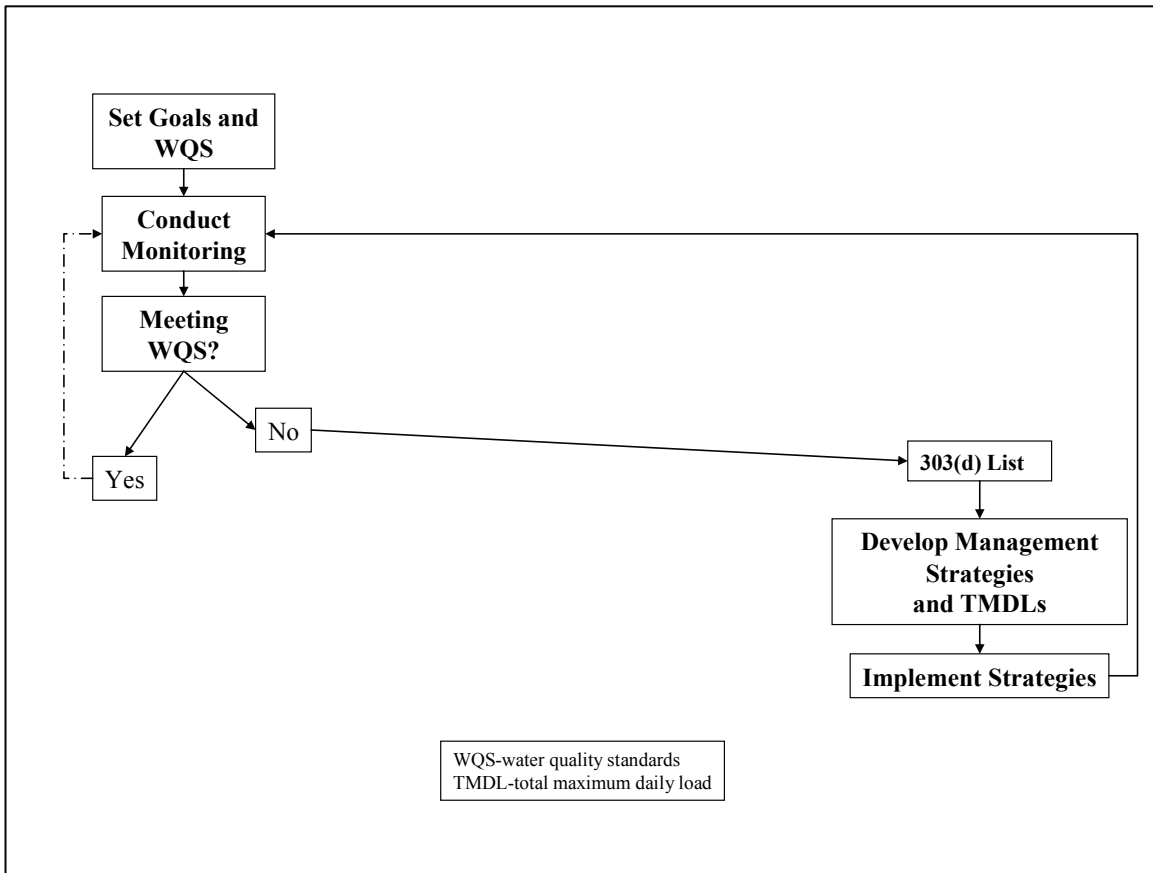 Set Goals and
WQS
Conduct
Monitoring
Meeting
WQS?
No
Yes
303(d) List
Develop Management
Strategies
and TMDLs
Implement Strategies
WQS-water quality standards
TMDL-total maximum daily load